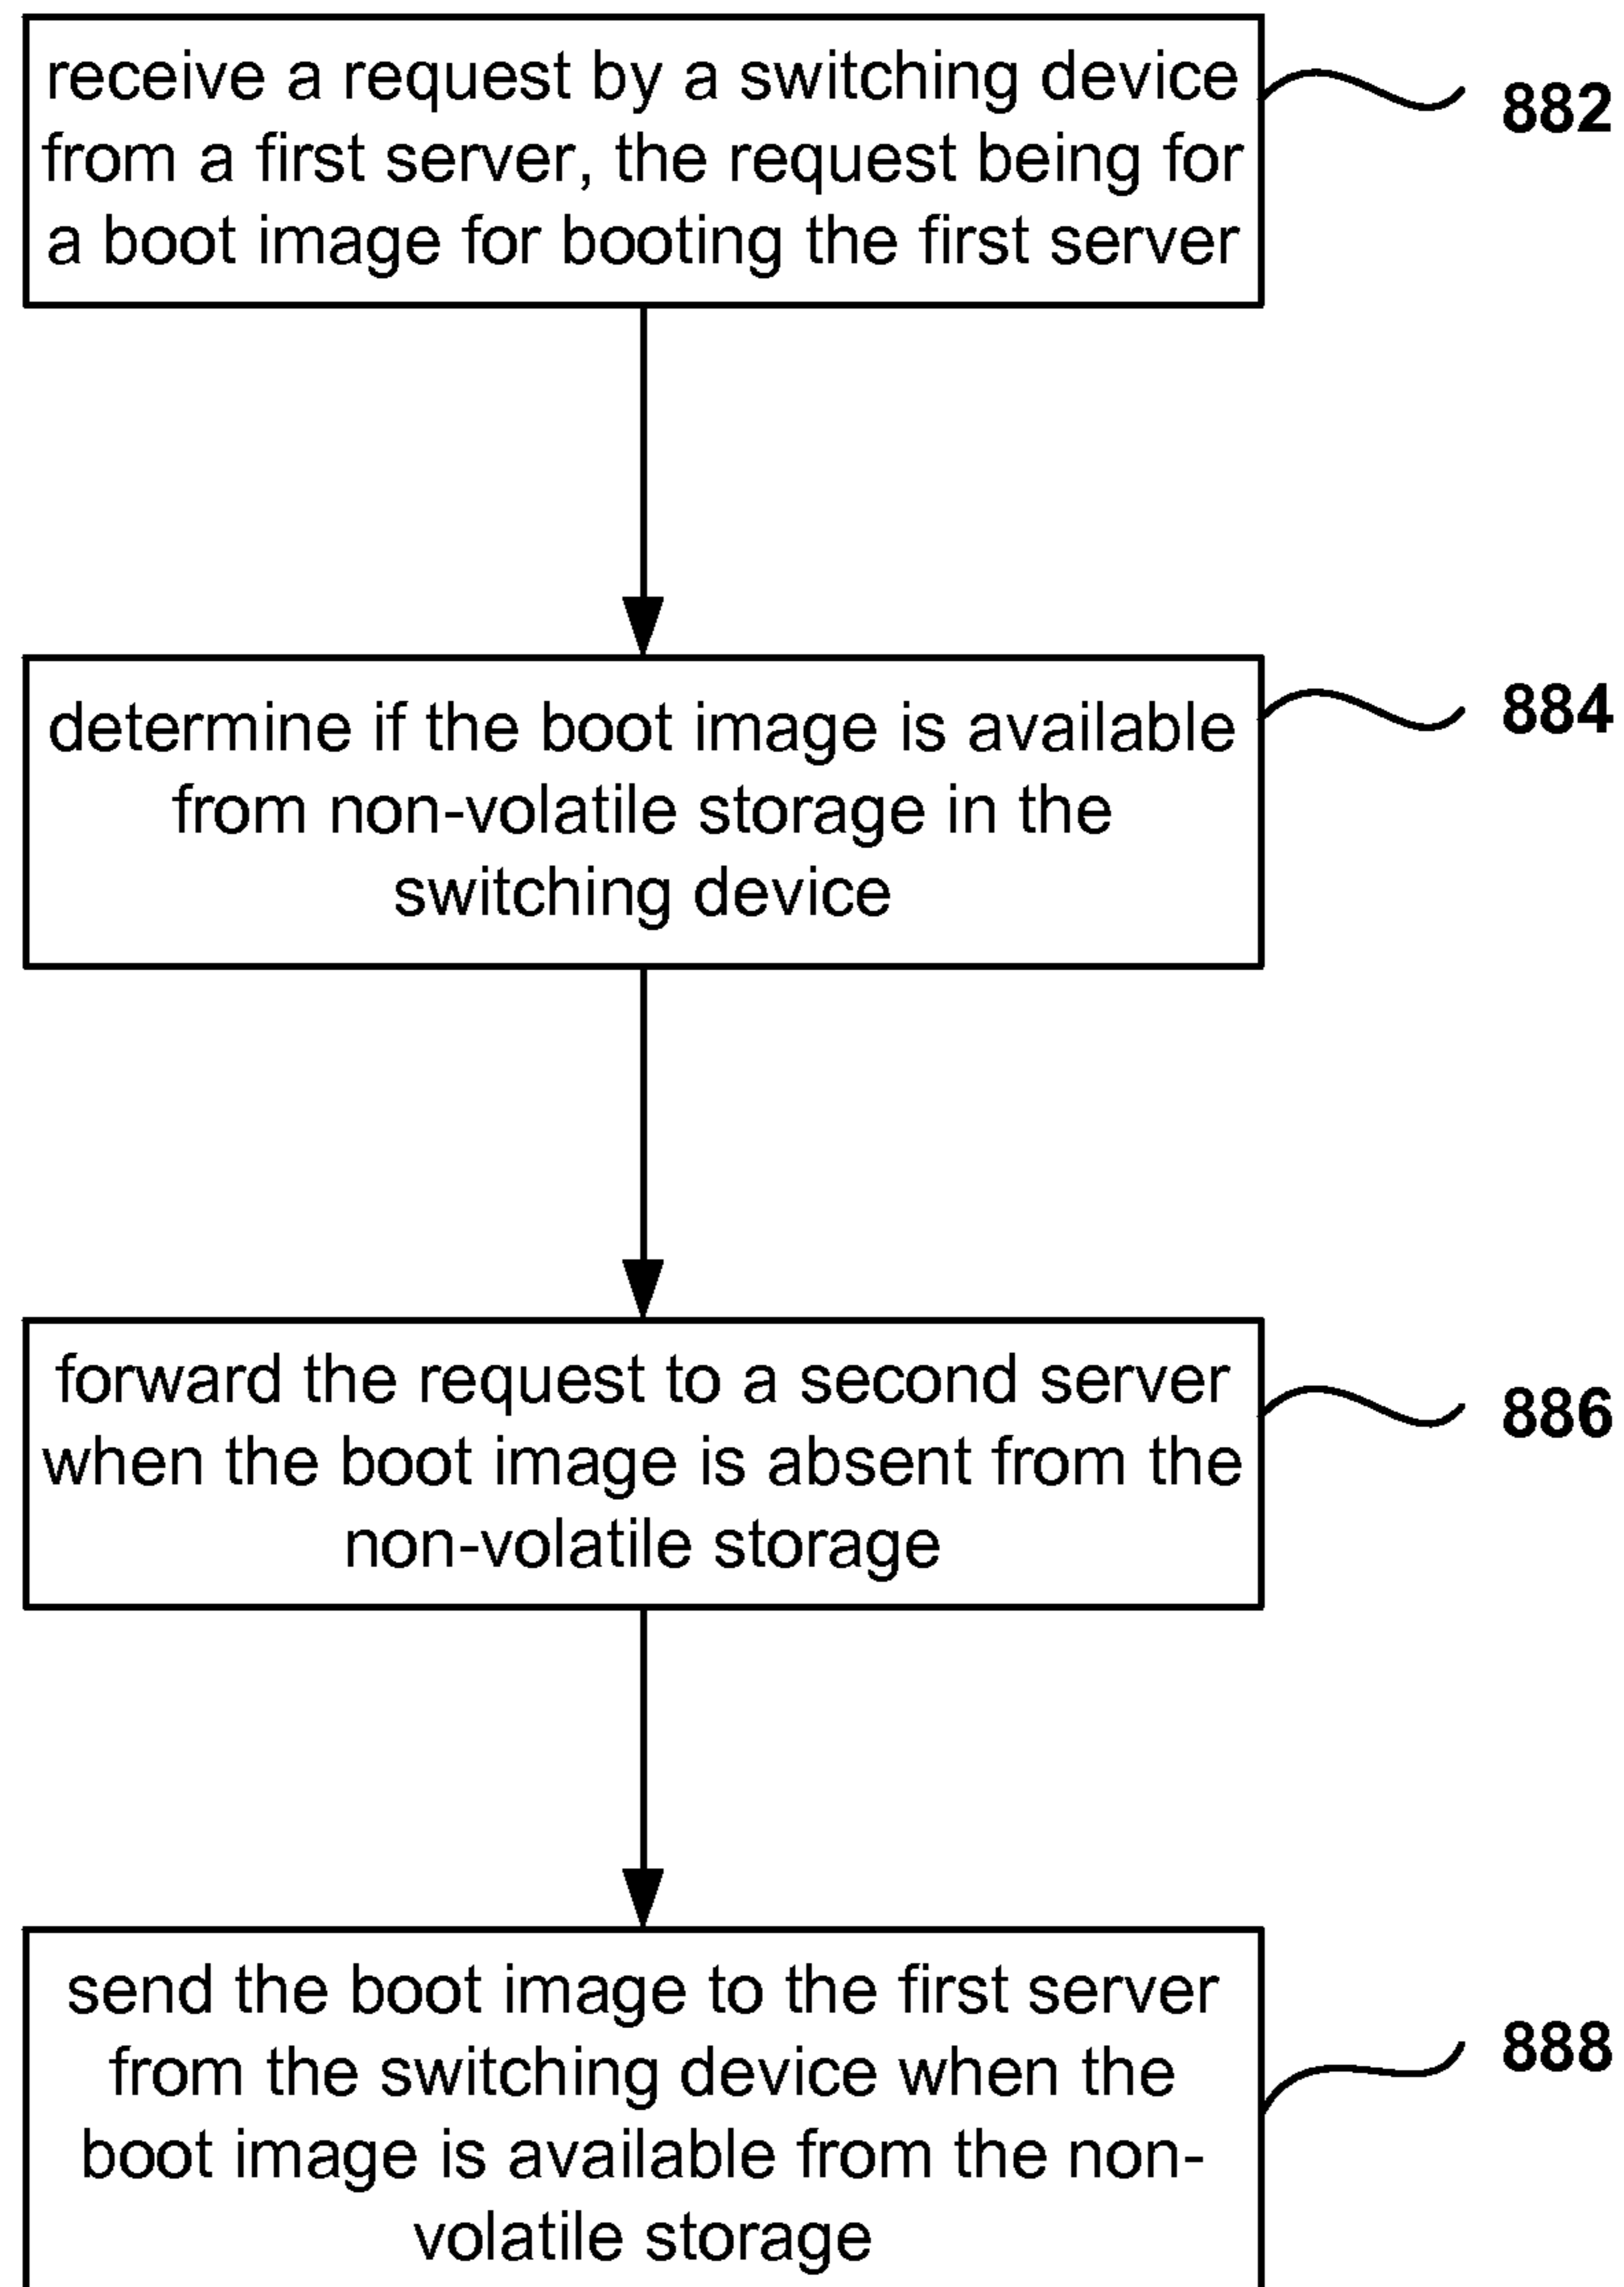 receive a request by a switching device
from a first server, the request being for
a boot image for booting the first server
882
determine if the boot image is available
from non-volatile storage in the
switching device
884
forward the request to a second server
when the boot image is absent from the
non-volatile storage
886
send the boot image to the first server
from the switching device when the
boot image is available from the non-
volatile storage
888